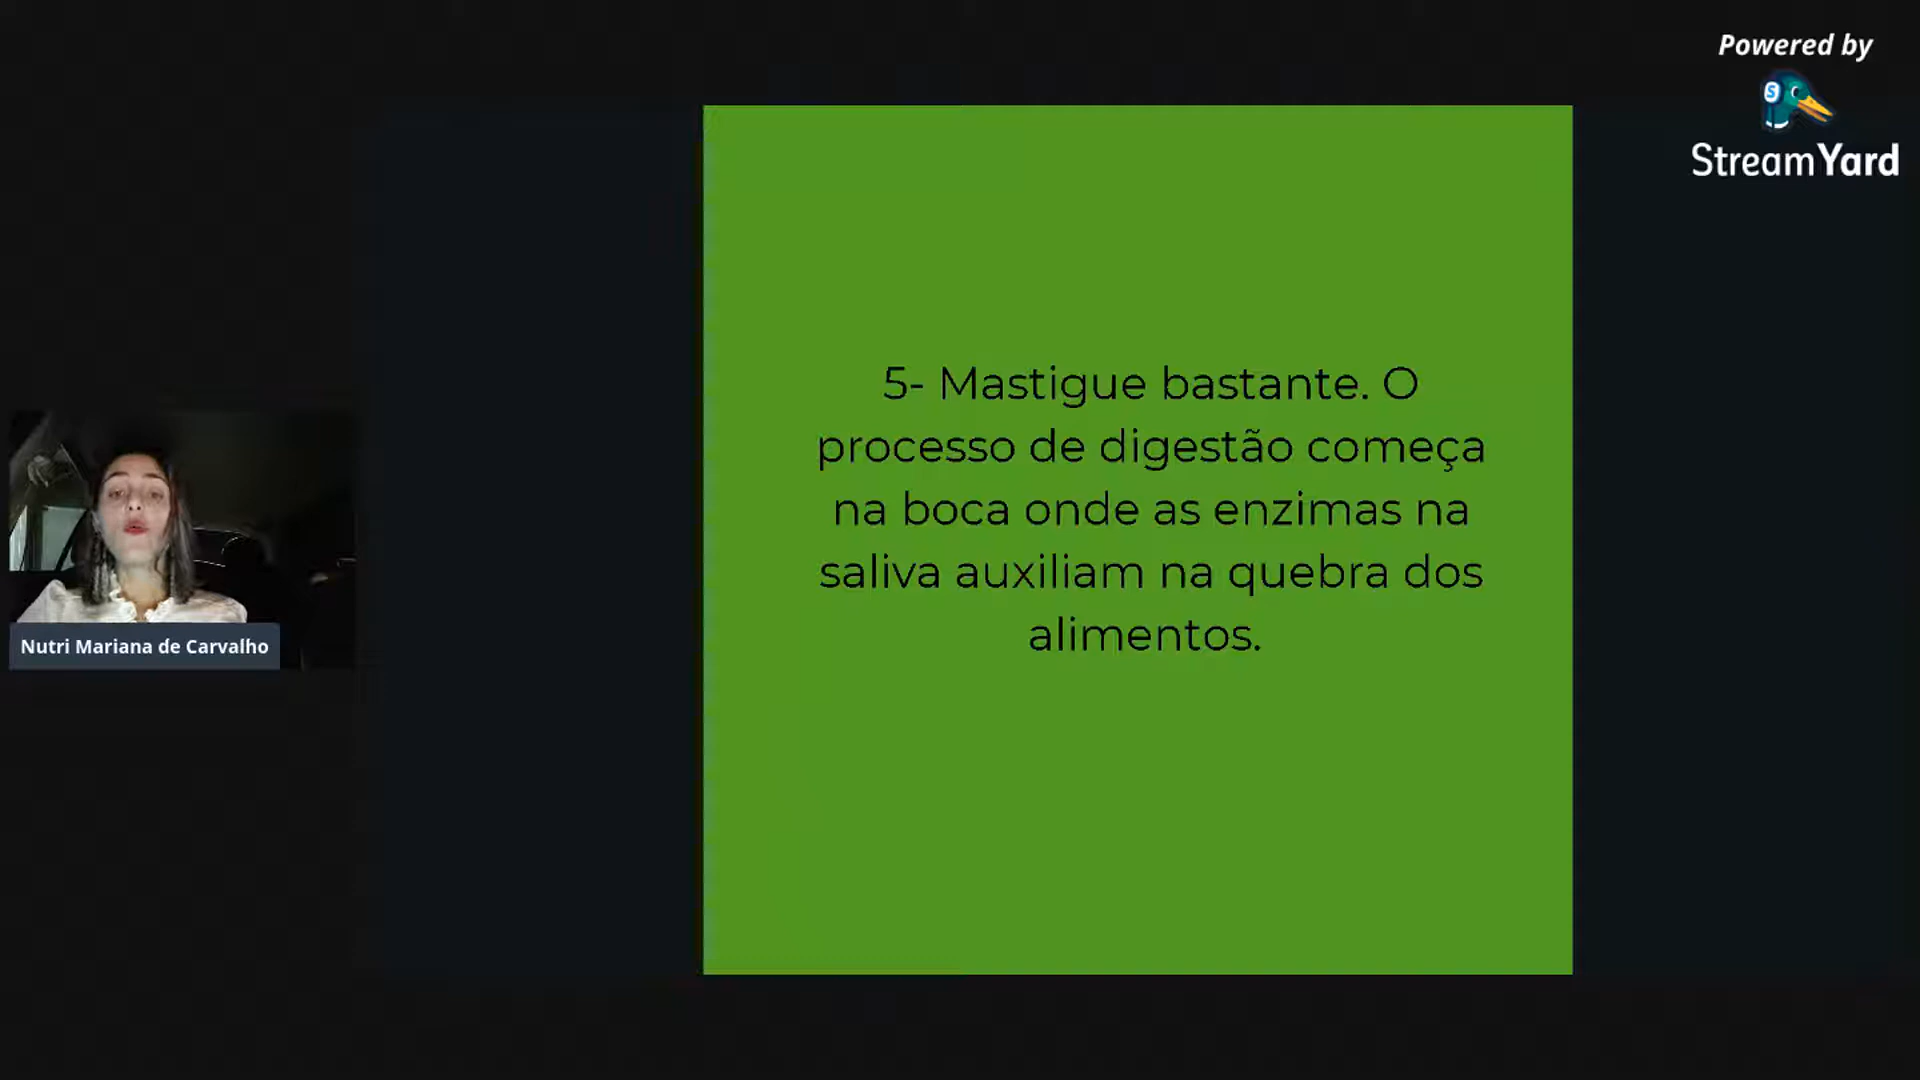 Powered by
StreamYard
5- Mastigue bastante. O
processo de digestão começa
na boca onde as enzimas na
saliva auxiliam na quebra dos
alimentos.
Nutri Mariana de Carvalho